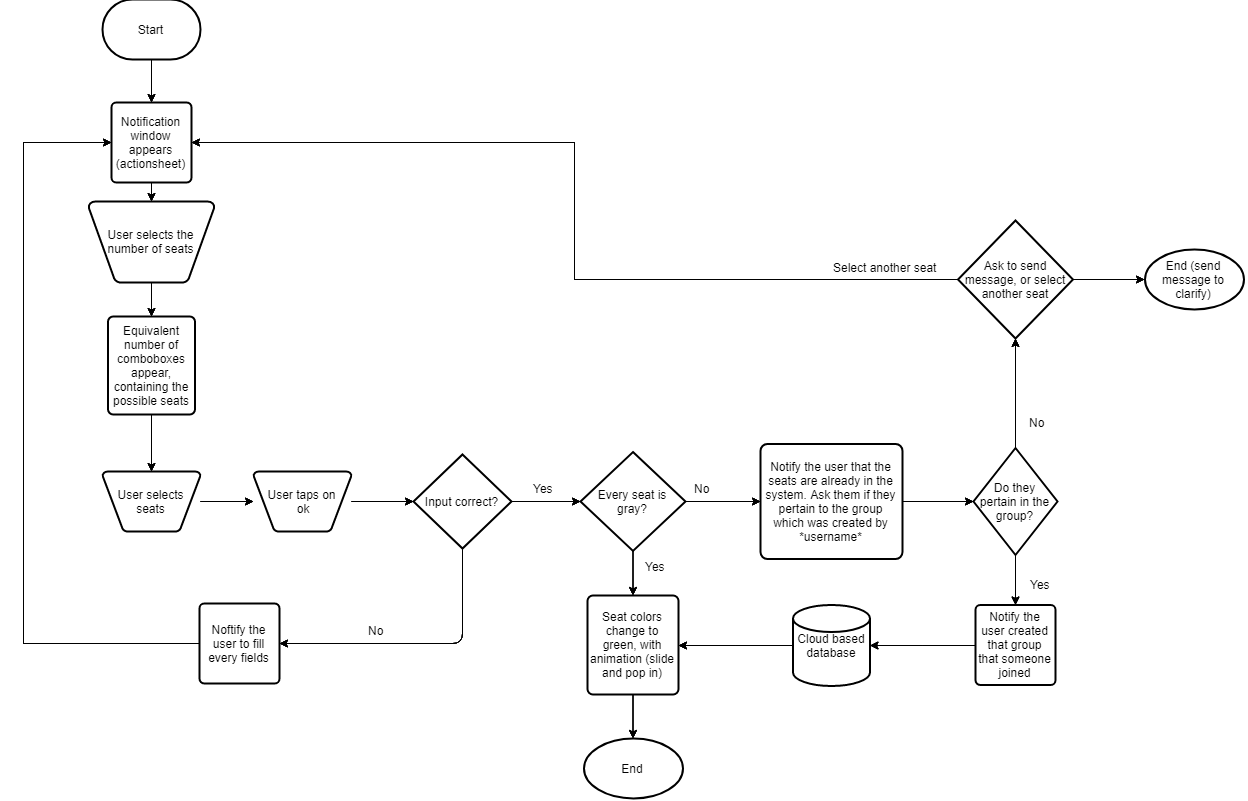 Start
Notification
window
appears
(actionsheet)
User selects the
number of seats
Equivalent
number of
comboboxes
appear,
containing the
possible seats
User selects
seats
User taps on
ok
Input correct?
Yes
No
Noftify the
user to fill
every fields
Every seat is
gray?
No
Yes
Notify the user that the
seats are already in the
system. Ask them if they
pertain to the group
which was created by
*username*
Do they
pertain in the
group?
No
Yes
Ask to send
message, or select
another seat
Select another seat
End (send
message to
clarify)
Notify the
user created
that group
that someone
joined
Cloud based
database
Seat colors
change to
green, with
animation (slide
and pop in)
End